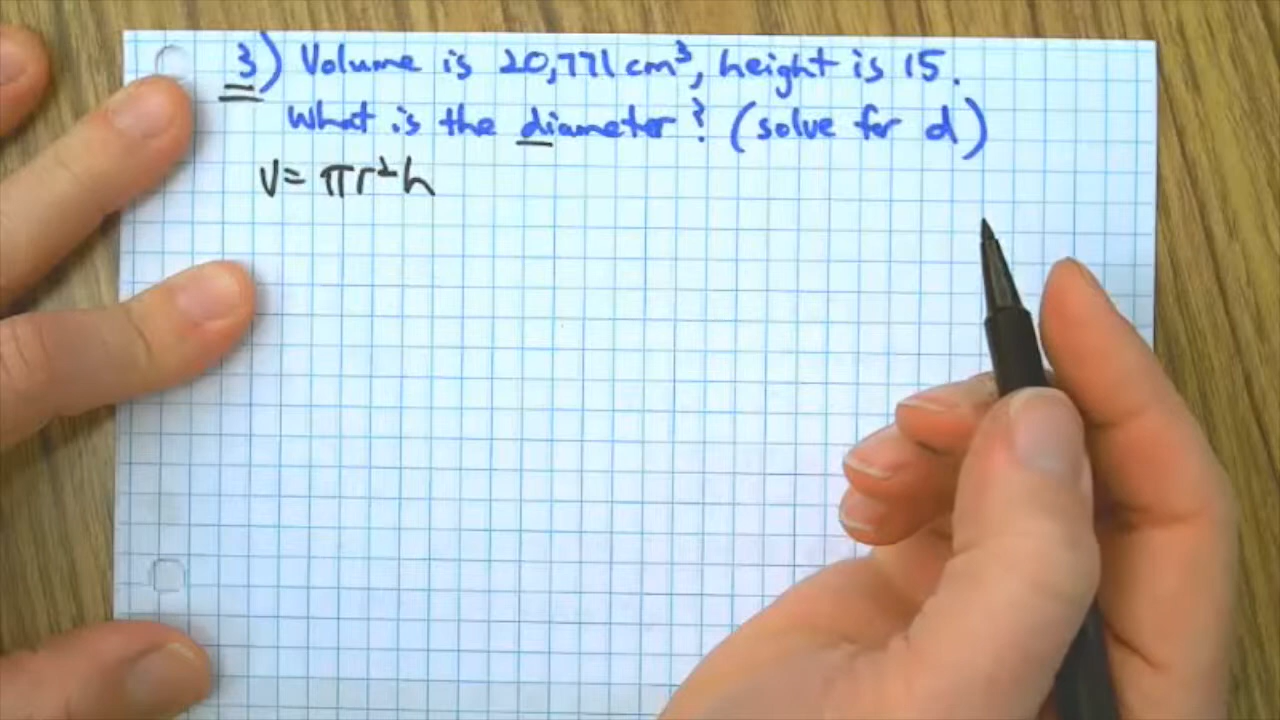 3) Volume is 20,771 cm³, height is 15.
What is the diameter? (solve for d)
V= πr²h